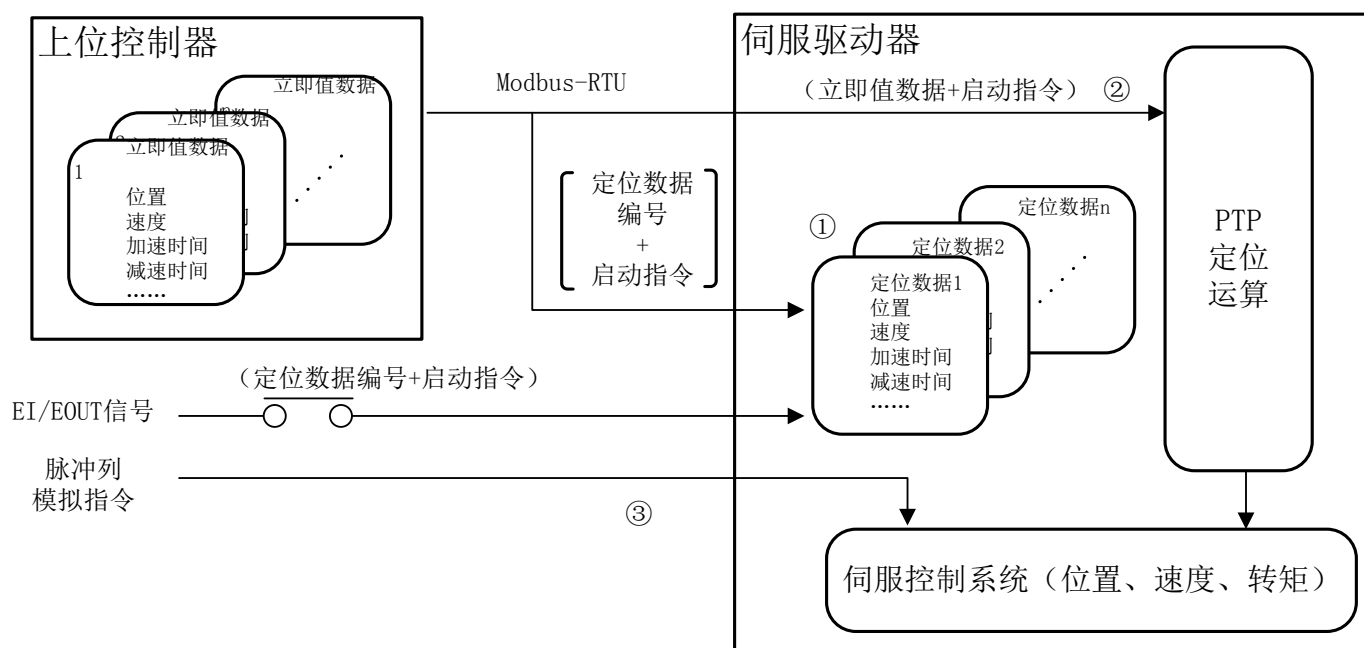 上位控制器
立即值数据
立即值数据
立即值数据
1
位置
速度
加速时间
减速时间
······
·····
Modbus-RTU
(立即值数据+启动指令) ②
定位数据
编号
+
启动指令
伺服驱动器
①
定位数据n
·····
定位数据2
定位数据1
位置
速度
加速时间
减速时间
······
PTP
定位
运算
(定位数据编号+启动指令)
EI/EOUT信号
脉冲列
模拟指令
③
伺服控制系统(位置、速度、转矩)